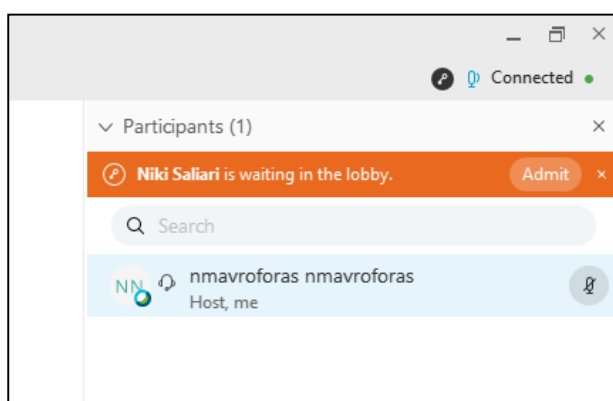 Connected
Participants (1)
Niki Saliari is waiting in the lobby. Admit
Search
NN nmavroforas nmavroforas
Host, me